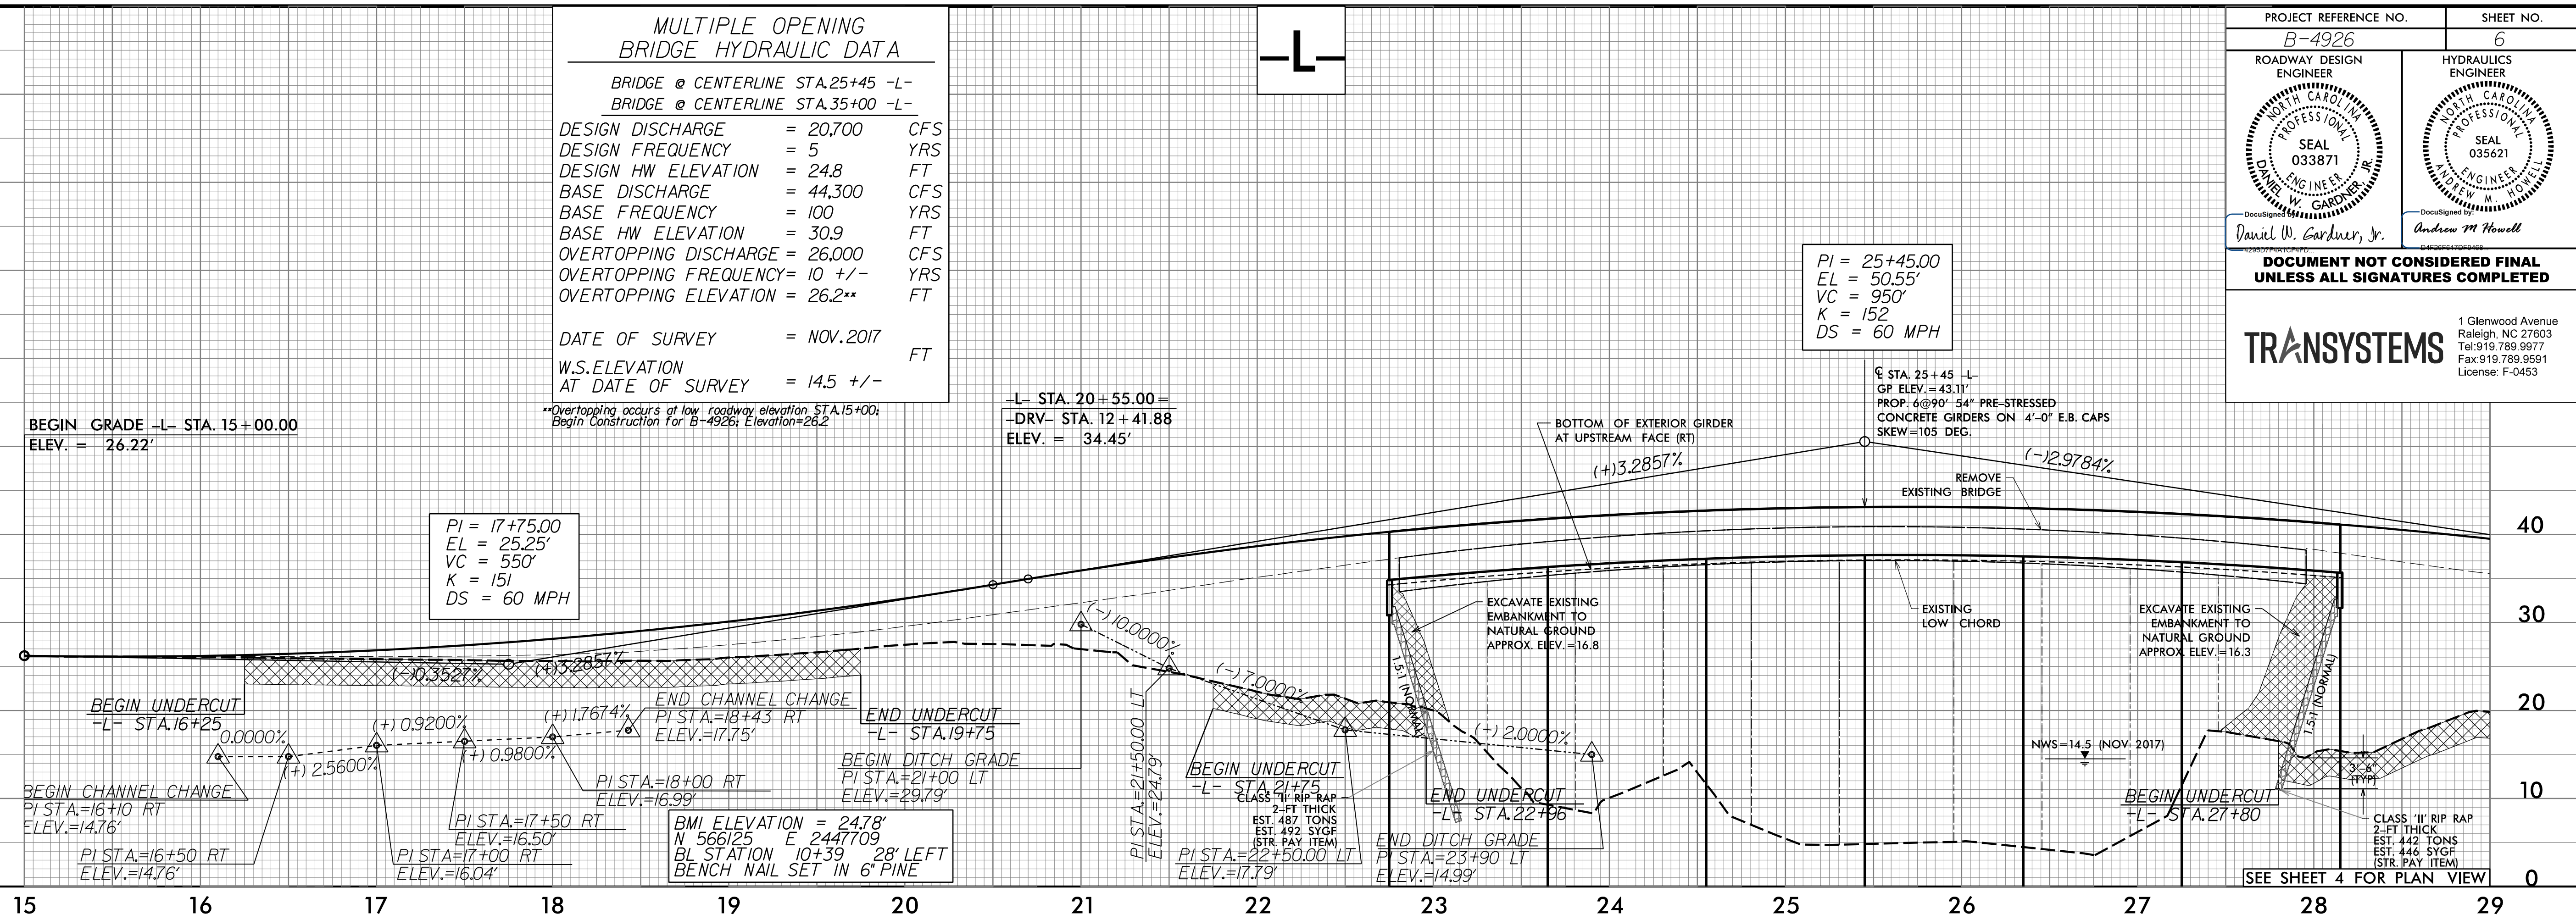 MULTIPLE OPENING
BRIDGE HYDRAULIC DATA
BRIDGE @ CENTERLINE STA.25+45 -L-
BRIDGE @ CENTERLINE STA.35+00 -L-
DESIGN DISCHARGE = 20,700 CFS
DESIGN FREQUENCY = 5 YRS
DESIGN HW ELEVATION = 24.8 FT
BASE DISCHARGE = 44,300 CFS
BASE FREQUENCY = 100 YRS
BASE HW ELEVATION = 30.9 FT
OVERTOPPING DISCHARGE = 26,000 CFS
OVERTOPPING FREQUENCY = 10 +/- YRS
OVERTOPPING ELEVATION = 26.2** FT
DATE OF SURVEY = NOV.2017
W.S.ELEVATION FT
AT DATE OF SURVEY = 14.5 +/-
**Overtopping occurs at low roadway elevation STA.15+00;
Begin Construction for B-4926; Elevation=26.2
-L-
PROJECT REFERENCE NO. SHEET NO.
B-4926 6
ROADWAY DESIGN
ENGINEER
HYDRAULICS
ENGINEER
NORTH CAROLINA
PROFESSIONAL
SEAL
033871
ENGINEER
DANIEL W. GARDNER, JR.
NORTH CAROLINA
PROFESSIONAL
SEAL
035621
ENGINEER
ANDREW M. HOWELL
DocuSigned by:
Daniel W. Gardner, Jr.
DocuSigned by:
Andrew M Howell
DOCUMENT NOT CONSIDERED FINAL
UNLESS ALL SIGNATURES COMPLETED
TRANSYSTEMS
1 Glenwood Avenue
Raleigh, NC 27603
Tel:919.789.9977
Fax:919.789.9591
License: F-0453
PI = 25+45.00
EL = 50.55'
VC = 950'
K = 152
DS = 60 MPH
℄ STA. 25+45 -L-
GP ELEV.=43.11'
PROP. 6@90' 54" PRE-STRESSED
CONCRETE GIRDERS ON 4'-0" E.B. CAPS
SKEW=105 DEG.
BEGIN GRADE -L- STA. 15+00.00
ELEV. = 26.22'
-L- STA. 20+55.00=
-DRV- STA. 12+41.88
ELEV. = 34.45'
BOTTOM OF EXTERIOR GIRDER
AT UPSTREAM FACE (RT)
(+)3.2857%
(-)2.9784%
REMOVE
EXISTING BRIDGE
PI = 17+75.00
EL = 25.25'
VC = 550'
K = 151
DS = 60 MPH
(-)0.3527%
(+)3.2857%
(-)10.0000%
(-)7.0000%
(-)2.0000%
EXCAVATE EXISTING
EMBANKMENT TO
NATURAL GROUND
APPROX. ELEV.=16.8
EXISTING
LOW CHORD
EXCAVATE EXISTING
EMBANKMENT TO
NATURAL GROUND
APPROX. ELEV.=16.3
1.5:1 (NORMAL)
1.5:1 (NORMAL)
NWS=14.5 (NOV. 2017)
3'-6"
(TYP)
BEGIN UNDERCUT
-L- STA.16+25
END CHANNEL CHANGE
PI STA.=18+43 RT
ELEV.=17.75'
END UNDERCUT
-L- STA.19+75
0.0000%
(+)2.5600%
(+)0.9200%
(+)0.9800%
(+)1.7674%
BEGIN DITCH GRADE
PI STA.=21+00 LT
ELEV.=29.79'
PI STA.=18+00 RT
ELEV.=16.99'
BEGIN CHANNEL CHANGE
PI STA.=16+10 RT
ELEV.=14.76'
PI STA.=17+50 RT
ELEV.=16.50'
PI STA.=16+50 RT
ELEV.=14.76'
PI STA.=17+00 RT
ELEV.=16.04'
BM1 ELEVATION = 24.78'
N 566125 E 2447709
BL STATION 10+39 28' LEFT
BENCH NAIL SET IN 6" PINE
PI STA.=21+50.00 LT
ELEV.=24.79'
BEGIN UNDERCUT
-L- STA.21+75
CLASS 'II' RIP RAP
2-FT THICK
EST. 487 TONS
EST. 492 SYGF
(STR. PAY ITEM)
PI STA.=22+50.00 LT
ELEV.=17.79'
END UNDERCUT
-L- STA.22+96
END DITCH GRADE
PI STA.=23+90 LT
ELEV.=14.99'
BEGIN UNDERCUT
-L- STA.27+80
CLASS 'II' RIP RAP
2-FT THICK
EST. 442 TONS
EST. 446 SYGF
(STR. PAY ITEM)
SEE SHEET 4 FOR PLAN VIEW
40
30
20
10
0
15 16 17 18 19 20 21 22 23 24 25 26 27 28